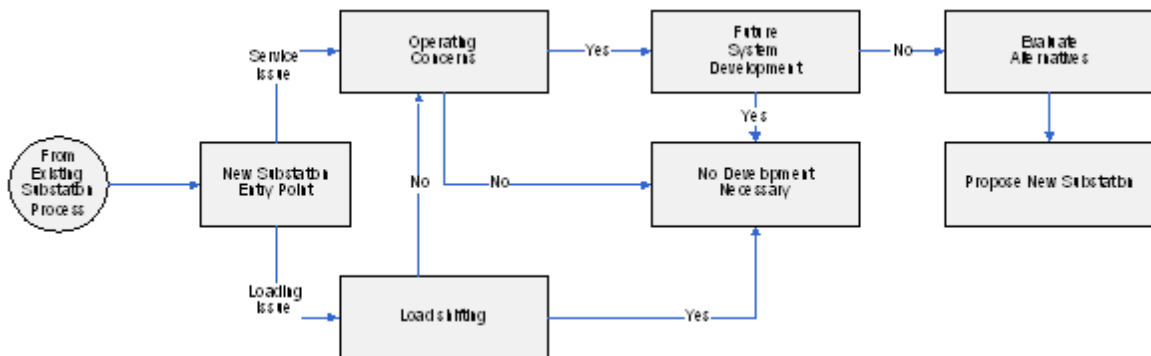 Operating
Concerns
Yes
Future
System
Development
No
Evaluate
Alternatives
Service
Issue
Yes
From
Existing
Substation
Process
New Substation
Entry Point
No
No
No Development
Necessary
Propose New Substation
Loading
Issue
Load shifting
Yes